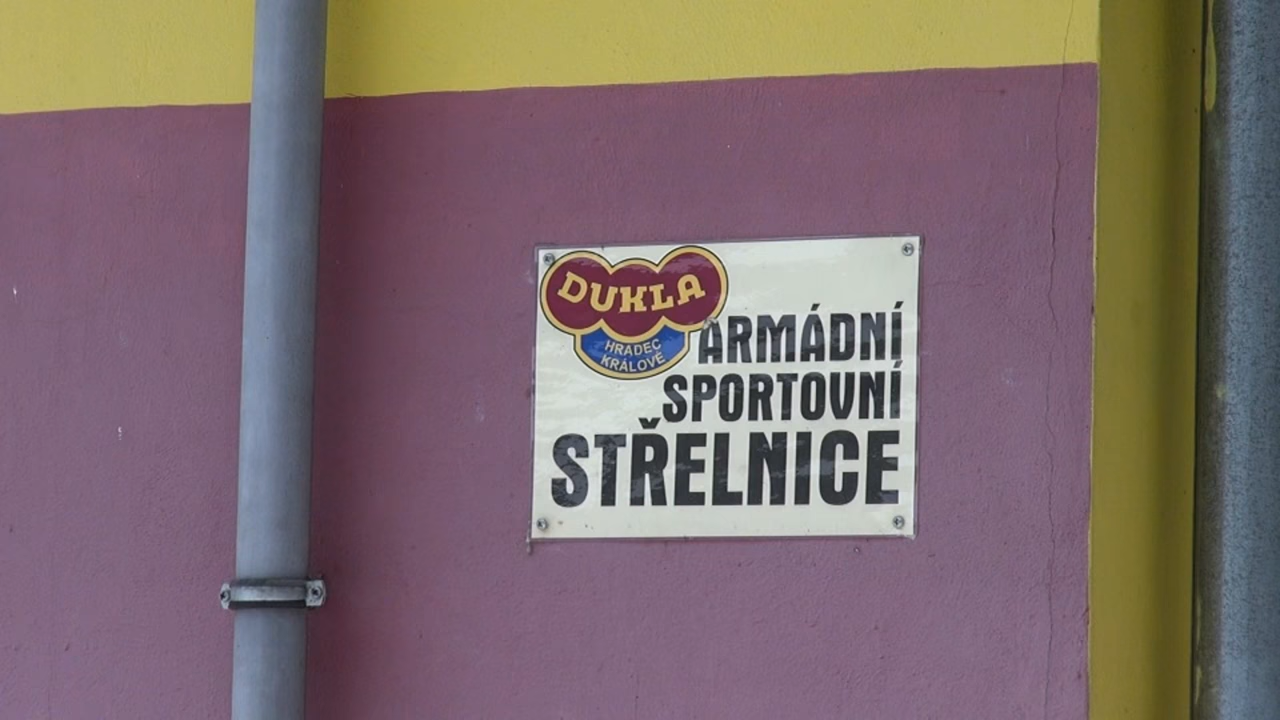 DUKLA
HRADEC
KRÁLOVÉ
ARMÁDNÍ
SPORTOVNÍ
STŘELNICE